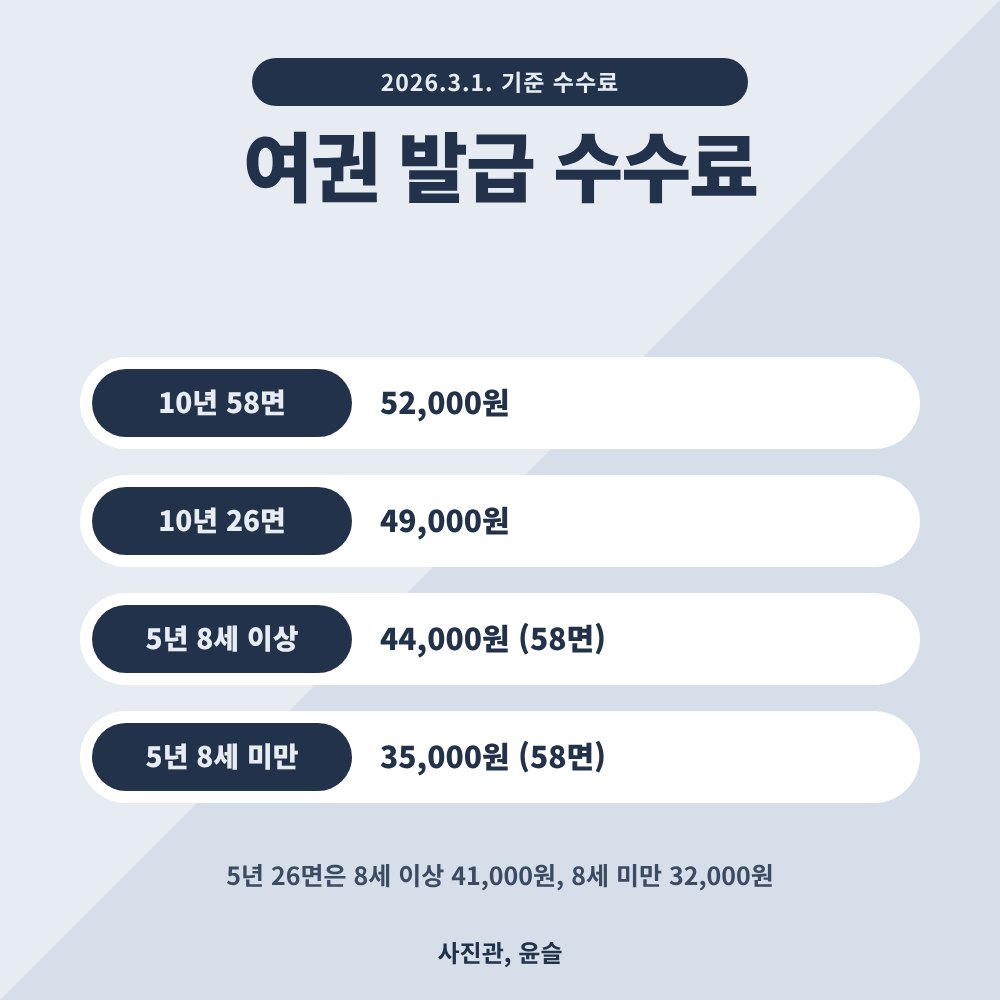 2026.3.1. 기준 수수료
여권 발급 수수료
10년 58면 52,000원
10년 26면 49,000원
5년 8세 이상 44,000원 (58면)
5년 8세 미만 35,000원 (58면)
5년 26면은 8세 이상 41,000원, 8세 미만 32,000원
사진관, 윤슬